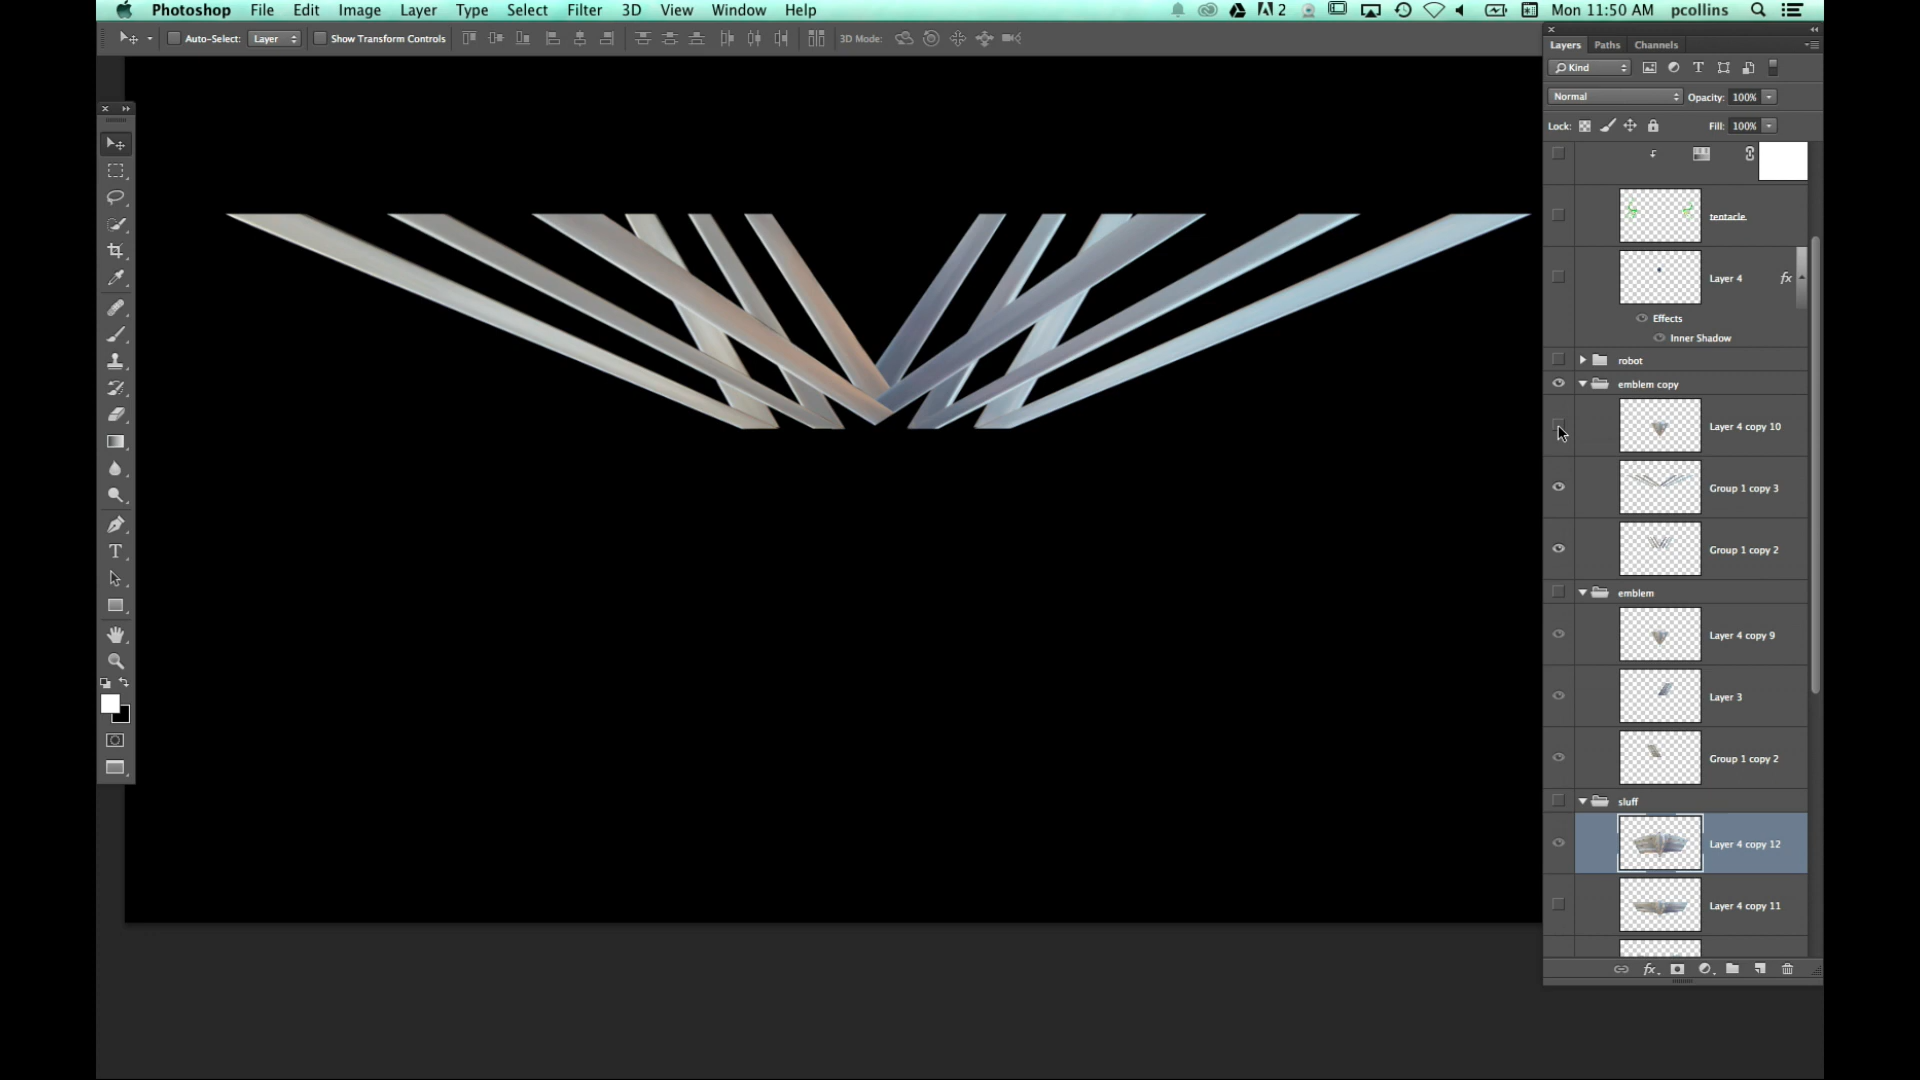 Photoshop File Edit Image Layer Type Select Filter 3D View Window Help 2 Mon 11:50 AM pcollins
Auto-Select: Layer Show Transform Controls 3D Mode:
Layers Paths Channels
Kind
Normal Opacity: 100%
Lock: Fill: 100%
tentacle
Layer 4 fx
Effects
Inner Shadow
robot
emblem copy
Layer 4 copy 10
Group 1 copy 3
Group 1 copy 2
emblem
Layer 4 copy 9
Layer 3
Group 1 copy 2
sluff
Layer 4 copy 12
Layer 4 copy 11
fx